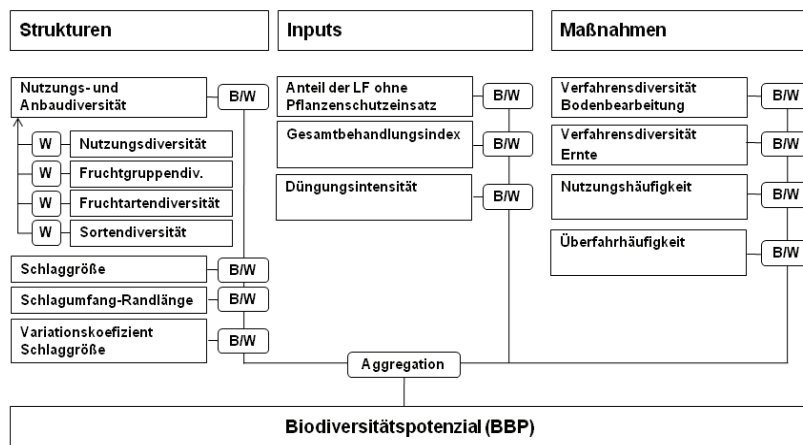 Strukturen
Inputs
Maßnahmen
Nutzungs- und
Anbaudiversität
B/W
W
Nutzungsdiversität
W
Fruchtgruppendiv.
W
Fruchtartendiversität
W
Sortendiversität
Schlaggröße
B/W
Schlagumfang-Randlänge
B/W
Variationskoefizient
Schlaggröße
B/W
Anteil der LF ohne
Pflanzenschutzeinsatz
B/W
Gesamtbehandlungsindex
B/W
Düngungsintensität
B/W
Verfahrensdiversität
Bodenbearbeitung
B/W
Verfahrensdiversität
Ernte
B/W
Nutzungshäufigkeit
B/W
Überfahrhäufigkeit
B/W
Aggregation
Biodiversitätspotenzial (BBP)